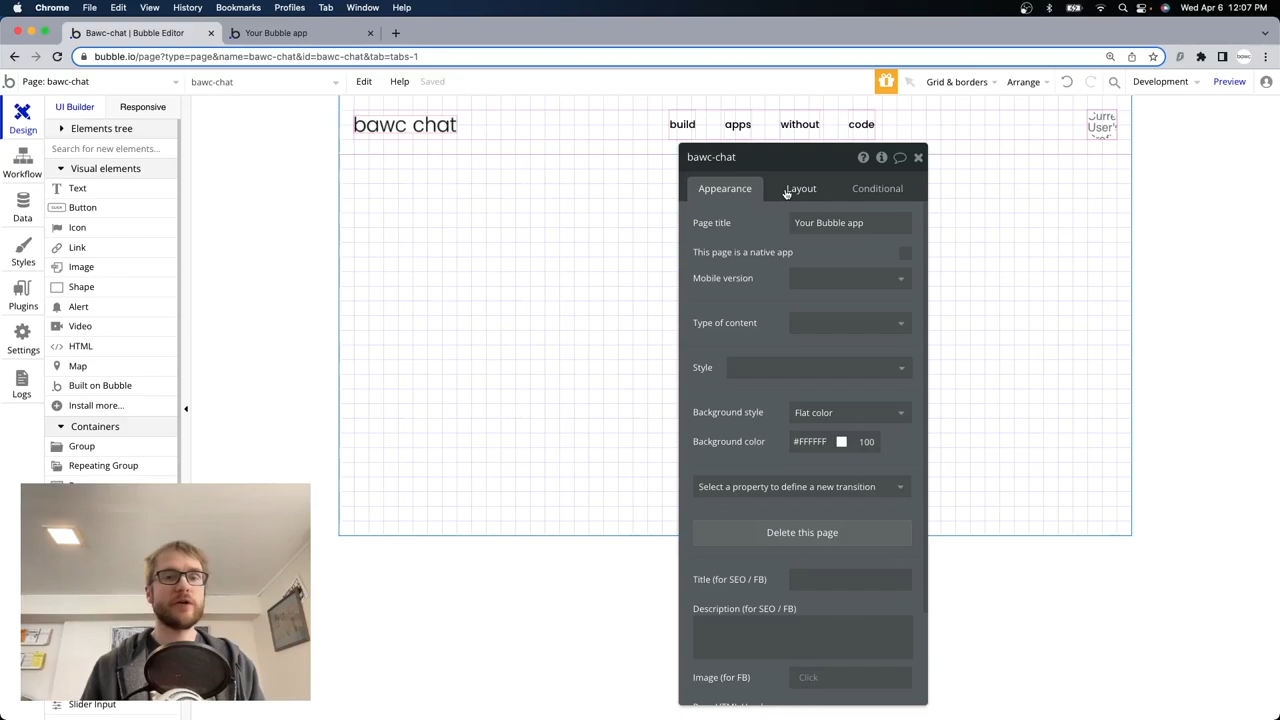 Chrome File Edit View History Bookmarks Profiles Tab Window Help Wed Apr 6 12:07 PM
Bawc-chat | Bubble Editor Your Bubble app
bubble.io/page?type=page&name=bawc-chat&id=bawc-chat&tab=tabs-1
Page: bawc-chat bawc-chat Edit Help Saved Grid & borders Arrange Development Preview
Design
Workflow
Data
Styles
Plugins
Settings
Logs
UI Builder Responsive
Elements tree
Search for new elements...
Visual elements
Text
Button
Icon
Link
Image
Shape
Alert
Video
HTML
Map
Built on Bubble
Install more...
Containers
Group
Repeating Group
Slider Input
bawc chat build apps without code
Curre
User's
bawc-chat
Appearance Layout Conditional
Page title Your Bubble app
This page is a native app
Mobile version
Type of content
Style
Background style Flat color
Background color #FFFFFF 100
Select a property to define a new transition
Delete this page
Title (for SEO / FB)
Description (for SEO / FB)
Image (for FB) Click